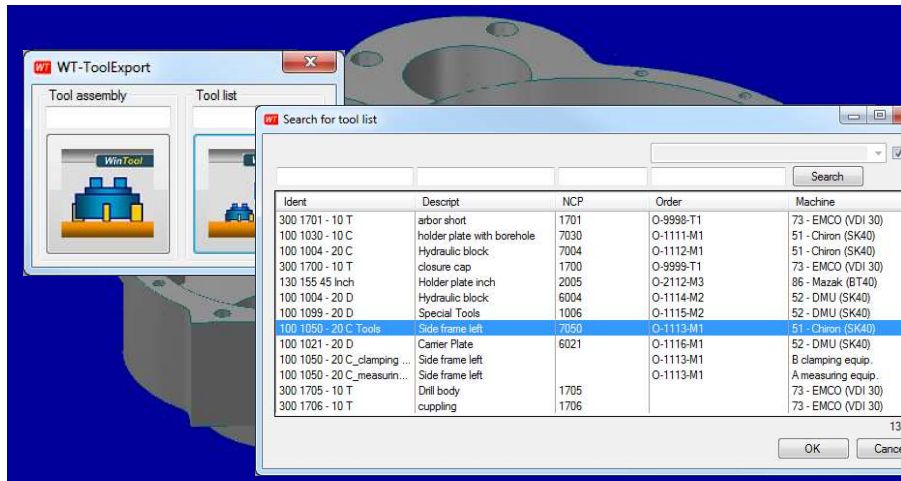 WT WT-ToolExport
Tool assembly Tool list
WinTool
WT Search for tool list
Search
Ident Descript NCP Order Machine
300 1701 - 10 T arbor short 1701 O-9998-T1 73 - EMCO (VDI 30)
100 1030 - 10 C holder plate with borehole 7030 O-1111-M1 51 - Chiron (SK40)
100 1004 - 20 C Hydraulic block 7004 O-1112-M1 51 - Chiron (SK40)
300 1700 - 10 T closure cap 1700 O-9999-T1 73 - EMCO (VDI 30)
130 155 45 Inch Holder plate inch 2005 O-2112-M3 86 - Mazak (BT40)
100 1004 - 20 D Hydraulic block 6004 O-1114-M2 52 - DMU (SK40)
100 1099 - 20 D Special Tools 1006 O-1115-M2 52 - DMU (SK40)
100 1050 - 20 C Tools Side frame left 7050 O-1113-M1 51 - Chiron (SK40)
100 1021 - 20 D Carrier Plate 6021 O-1116-M1 52 - DMU (SK40)
100 1050 - 20 C_clamping ... Side frame left O-1113-M1 B clamping equip.
100 1050 - 20 C_measurin... Side frame left O-1113-M1 A measuring equip.
300 1705 - 10 T Drill body 1705 73 - EMCO (VDI 30)
300 1706 - 10 T cuppling 1706 73 - EMCO (VDI 30)
13
OK Cance